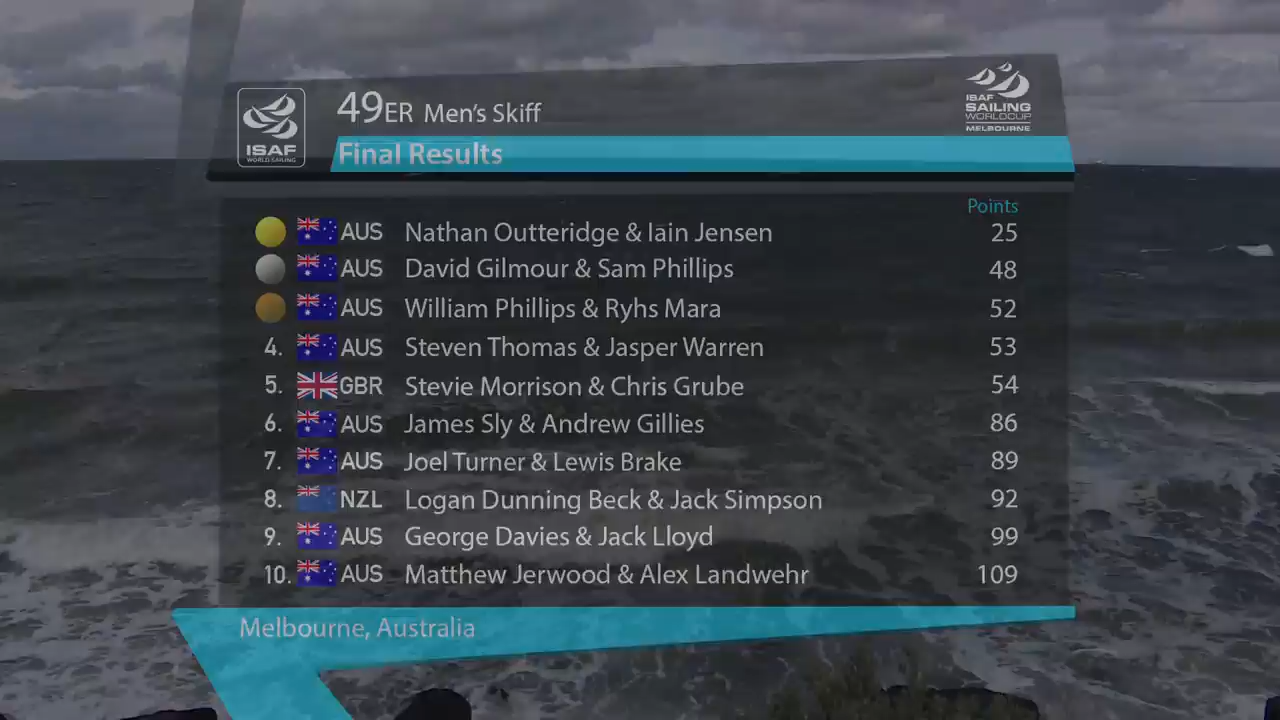 49ER Men's Skiff
Final Results
ISAF
WORLD SAILING
ISAF
SAILING
WORLDCUP
MELBOURNE
Points
AUS Nathan Outteridge & Iain Jensen 25
AUS David Gilmour & Sam Phillips 48
AUS William Phillips & Ryhs Mara 52
4. AUS Steven Thomas & Jasper Warren 53
5. GBR Stevie Morrison & Chris Grube 54
6. AUS James Sly & Andrew Gillies 86
7. AUS Joel Turner & Lewis Brake 89
8. NZL Logan Dunning Beck & Jack Simpson 92
9. AUS George Davies & Jack Lloyd 99
10. AUS Matthew Jerwood & Alex Landwehr 109
Melbourne, Australia